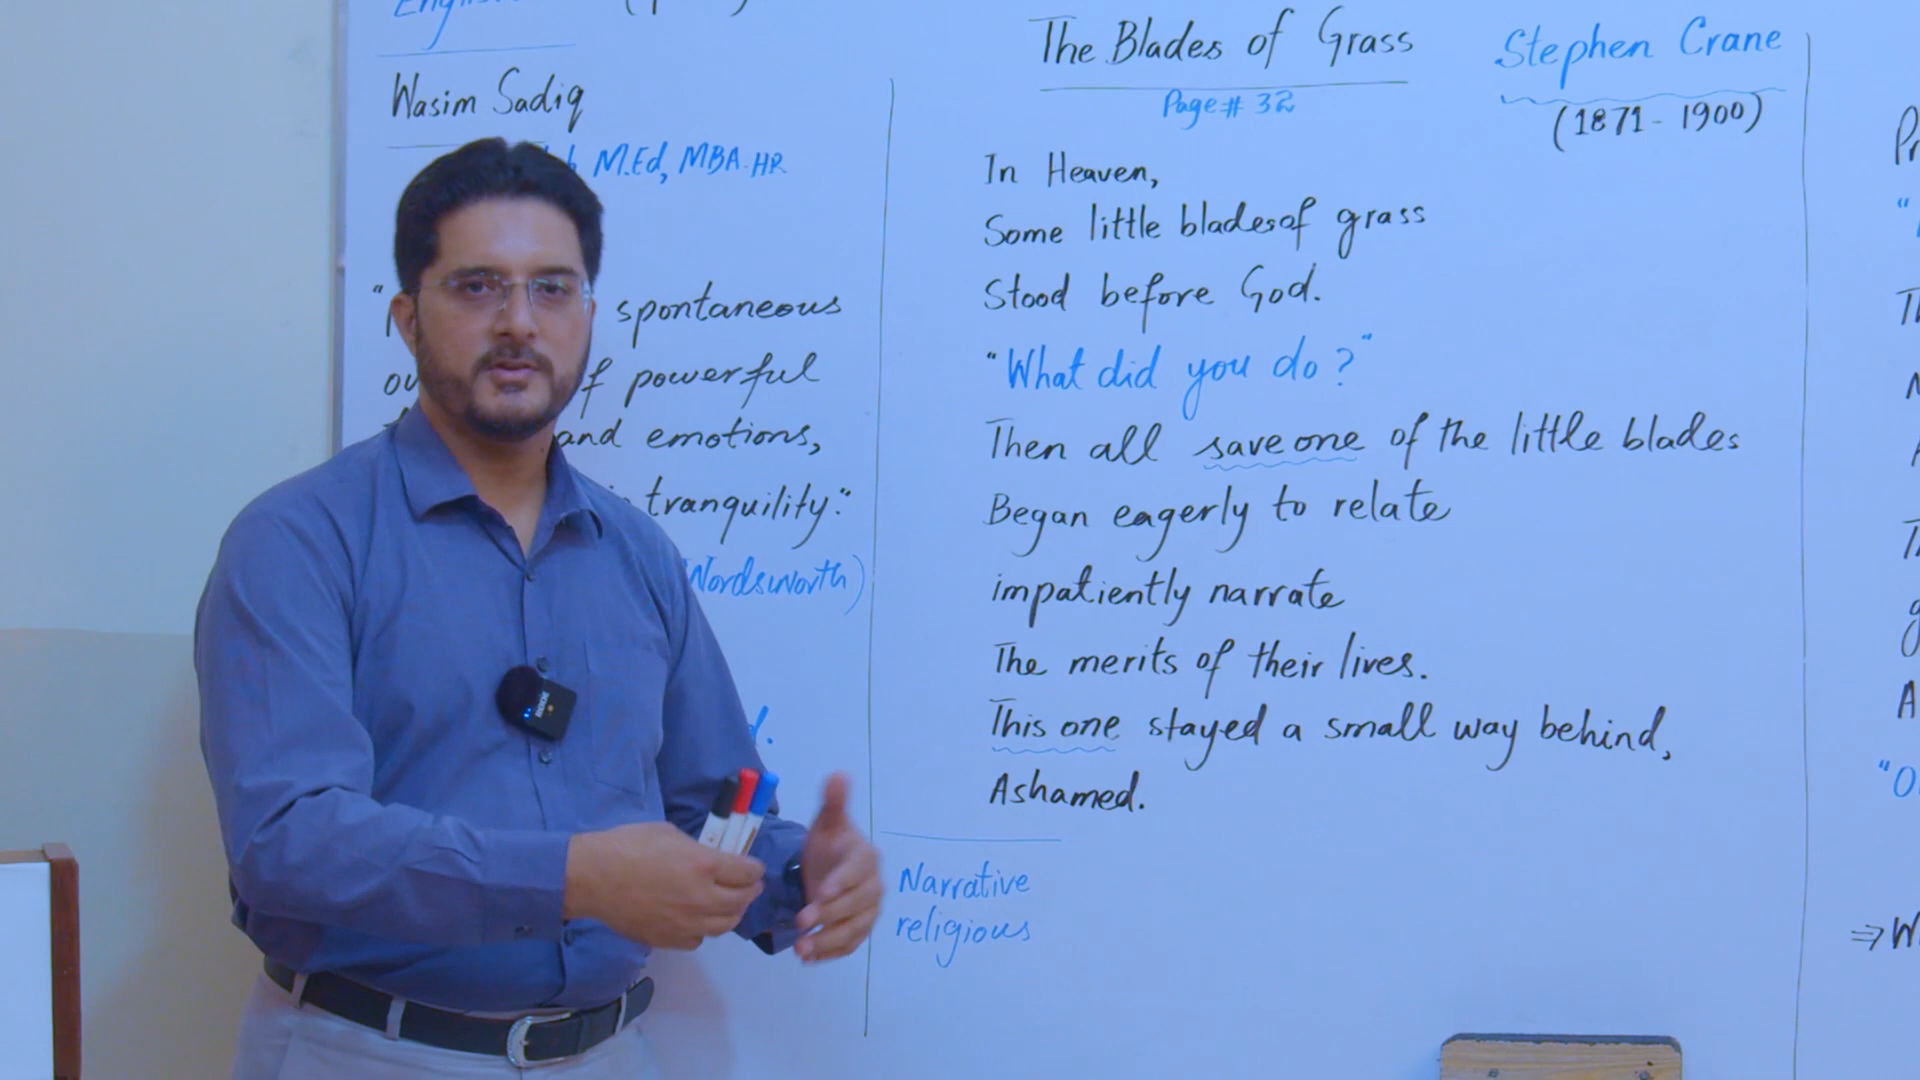 English
Wasim Sadiq
M.Ed, MBA-HR
" spontaneous
of powerful
and emotions,
tranquility."
Wordsworth)
The Blades of Grass
Page # 32
Stephen Crane
(1871 - 1900)
In Heaven,
Some little blades of grass
Stood before God.
"What did you do?"
Then all save one of the little blades
Began eagerly to relate
impatiently narrate
The merits of their lives.
This one stayed a small way behind,
Ashamed.
Narrative
religious